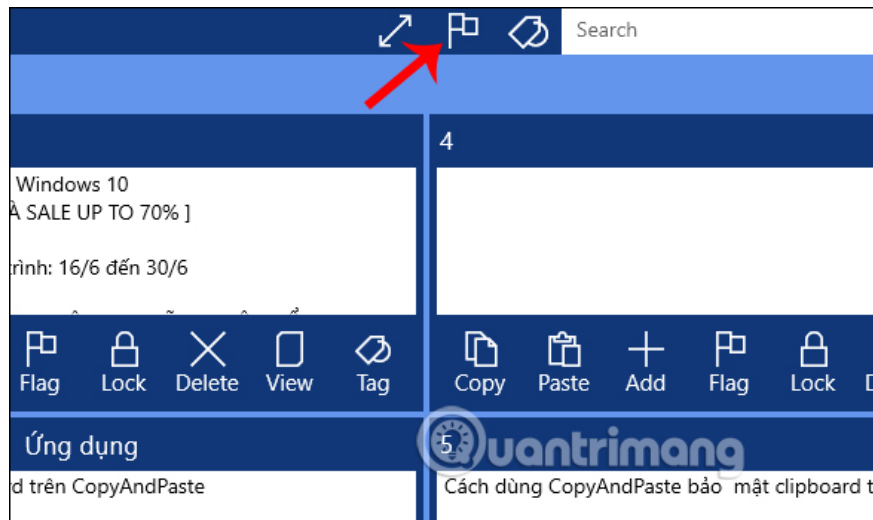 Search
4
Windows 10
À SALE UP TO 70% ]
rình: 16/6 đến 30/6
Flag Lock Delete View Tag
Copy Paste Add Flag Lock
Ứng dụng
5
Quantrimang
d trên CopyAndPaste
Cách dùng CopyAndPaste bảo mật clipboard t